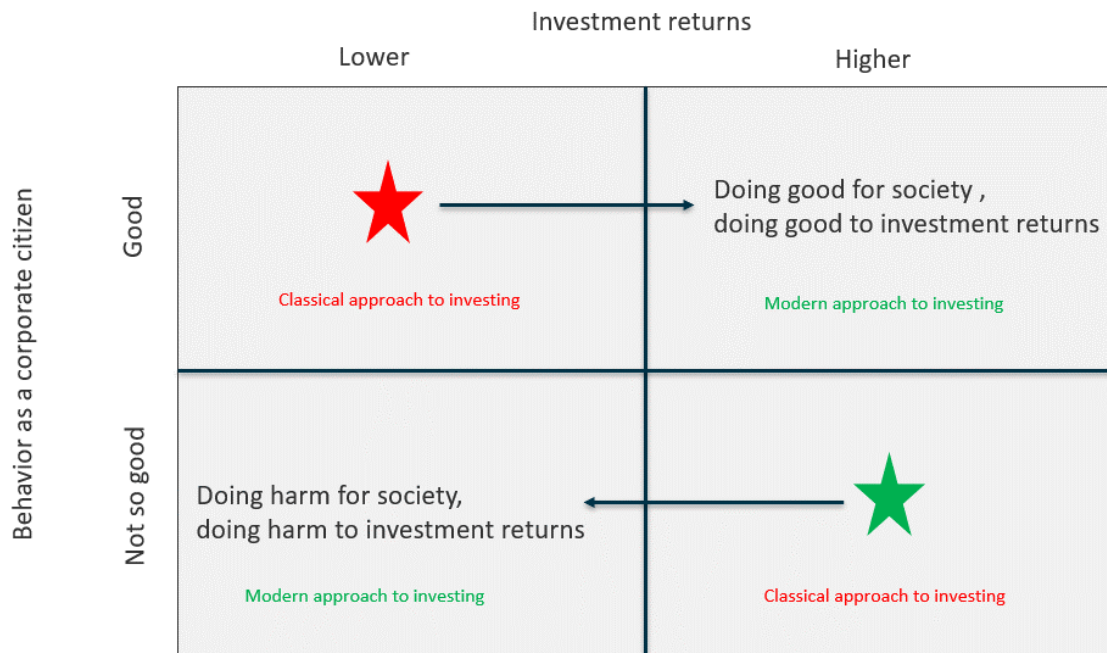 Investment returns
Lower
Higher
Behavior as a corporate citizen
Good
Doing good for society ,
doing good to investment returns
Classical approach to investing
Modern approach to investing
Not so good
Doing harm for society,
doing harm to investment returns
Modern approach to investing
Classical approach to investing